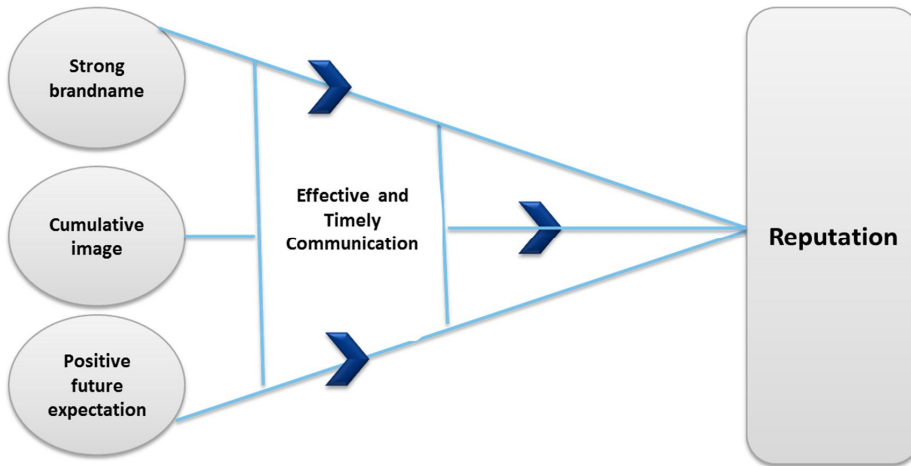 Strong
brandname
Cumulative
image
Positive
future
expectation
Effective and
Timely
Communication
Reputation